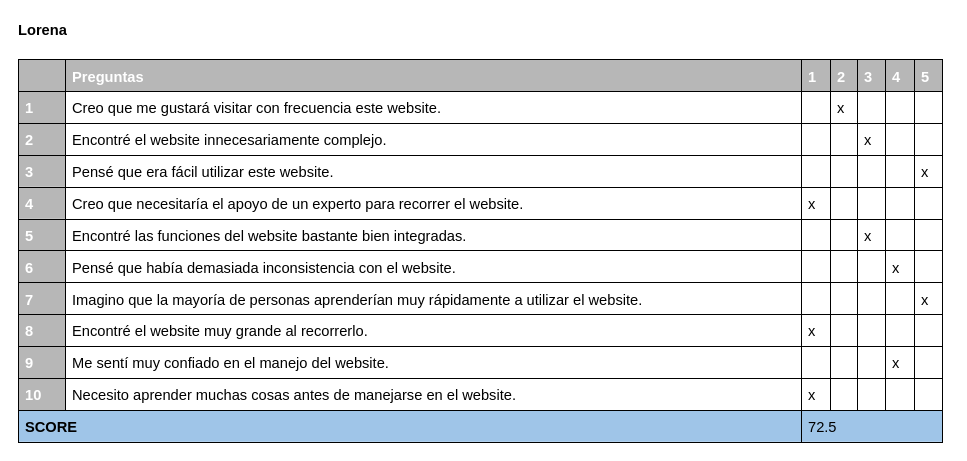 Lorena
Preguntas 1 2 3 4 5
1 Creo que me gustará visitar con frecuencia este website. x
2 Encontré el website innecesariamente complejo. x
3 Pensé que era fácil utilizar este website. x
4 Creo que necesitaría el apoyo de un experto para recorrer el website. x
5 Encontré las funciones del website bastante bien integradas. x
6 Pensé que había demasiada inconsistencia con el website. x
7 Imagino que la mayoría de personas aprenderían muy rápidamente a utilizar el website. x
8 Encontré el website muy grande al recorrerlo. x
9 Me sentí muy confiado en el manejo del website. x
10 Necesito aprender muchas cosas antes de manejarse en el website. x
SCORE 72.5